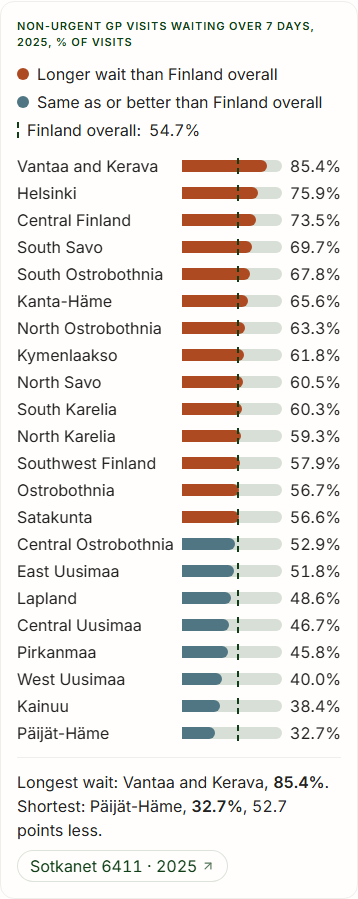 NON-URGENT GP VISITS WAITING OVER 7 DAYS,
2025, % OF VISITS
Longer wait than Finland overall
Same as or better than Finland overall
Finland overall: 54.7%
Vantaa and Kerava 85.4%
Helsinki 75.9%
Central Finland 73.5%
South Savo 69.7%
South Ostrobothnia 67.8%
Kanta-Häme 65.6%
North Ostrobothnia 63.3%
Kymenlaakso 61.8%
North Savo 60.5%
South Karelia 60.3%
North Karelia 59.3%
Southwest Finland 57.9%
Ostrobothnia 56.7%
Satakunta 56.6%
Central Ostrobothnia 52.9%
East Uusimaa 51.8%
Lapland 48.6%
Central Uusimaa 46.7%
Pirkanmaa 45.8%
West Uusimaa 40.0%
Kainuu 38.4%
Päijät-Häme 32.7%
Longest wait: Vantaa and Kerava, 85.4%.
Shortest: Päijät-Häme, 32.7%, 52.7
points less.
Sotkanet 6411 · 2025 ↗